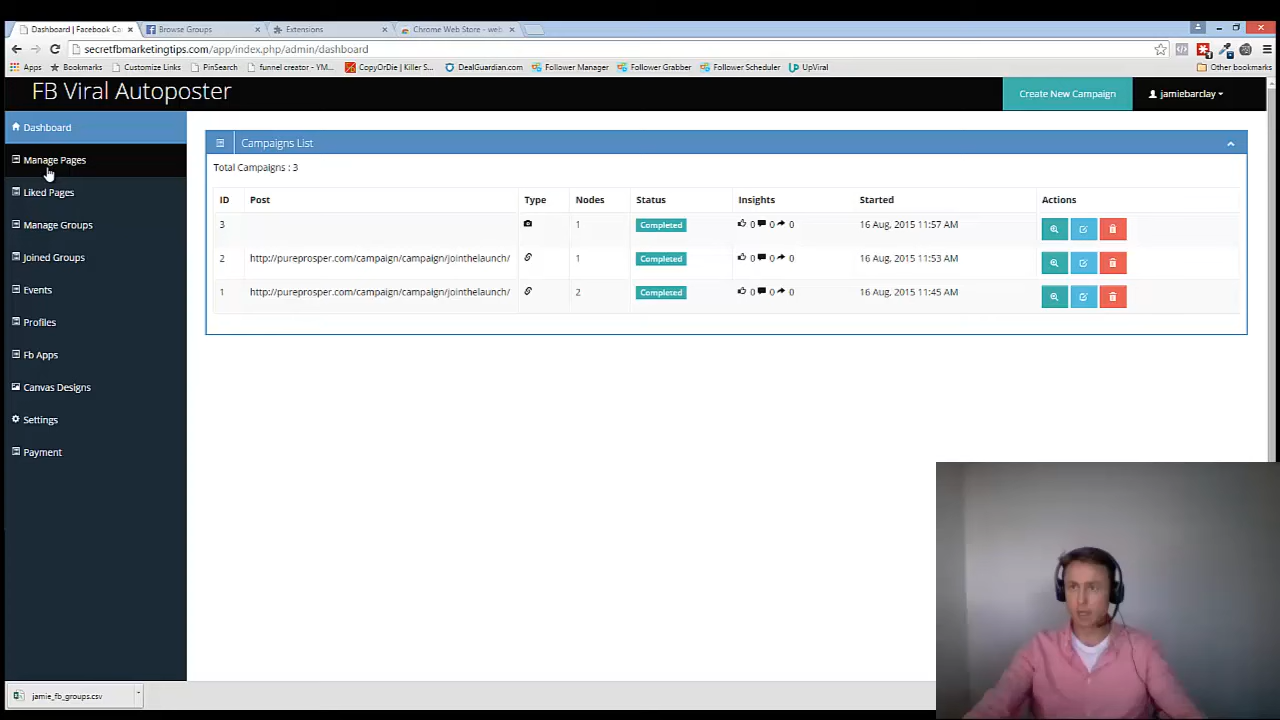 Dashboard | Facebook Ca
Browse Groups
Extensions
Chrome Web Store - web
secretfbmarketingtips.com/app/index.php/admin/dashboard
Apps
Bookmarks
Customize Links
PinSearch
funnel creator - YM...
CopyOrDie | Killer S...
DealGuardian.com
Follower Manager
Follower Grabber
Follower Scheduler
UpViral
Other bookmarks
FB Viral Autoposter
Create New Campaign
jamiebarclay
Dashboard
Manage Pages
Liked Pages
Manage Groups
Joined Groups
Events
Profiles
Fb Apps
Canvas Designs
Settings
Payment
Campaigns List
Total Campaigns : 3
ID Post Type Nodes Status Insights Started Actions
3 1 Completed 0 0 0 16 Aug, 2015 11:57 AM
2 http://pureprosper.com/campaign/campaign/jointhelaunch/ 1 Completed 0 0 0 16 Aug, 2015 11:53 AM
1 http://pureprosper.com/campaign/campaign/jointhelaunch/ 2 Completed 0 0 0 16 Aug, 2015 11:45 AM
jamie_fb_groups.csv